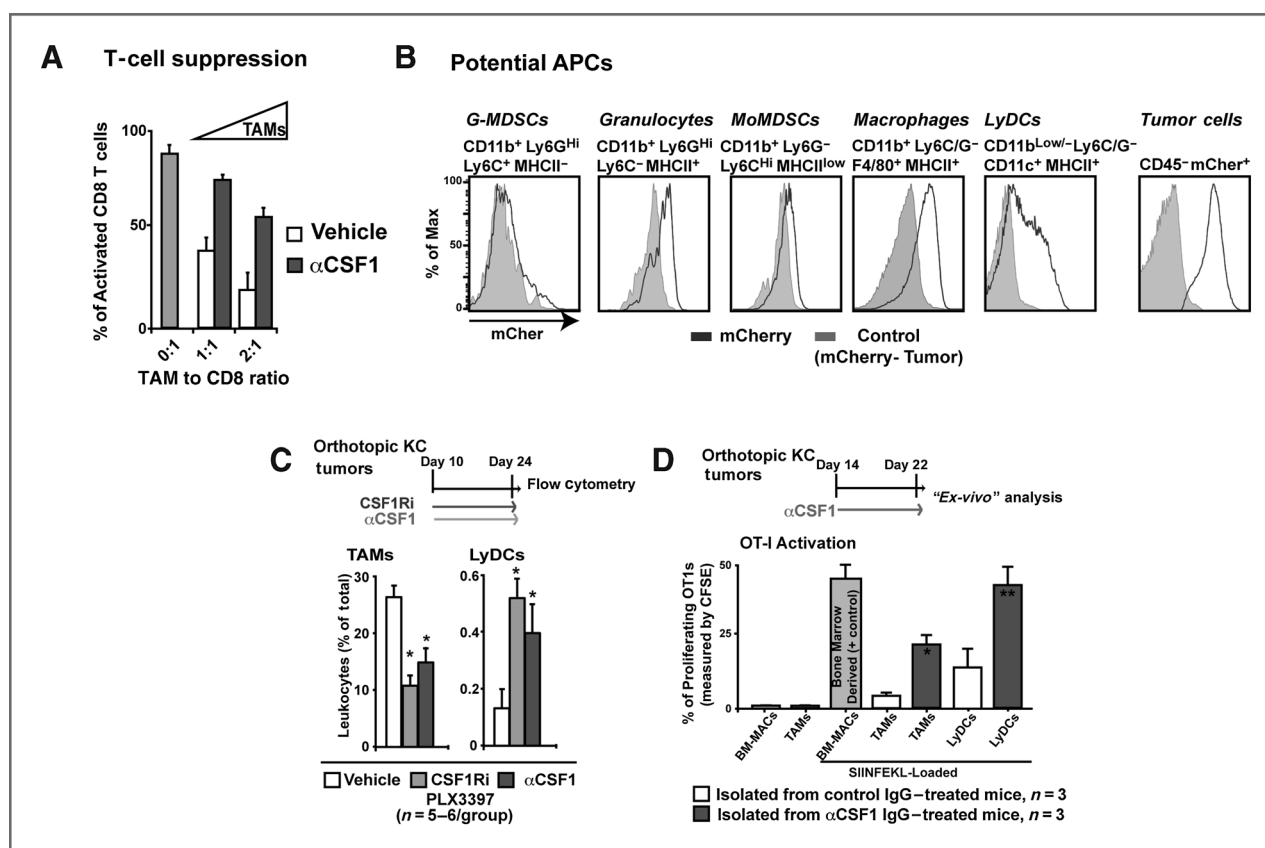 A
T-cell suppression
TAMs
% of Activated CD8 T cells
100
50
0
0:1
1:1
2:1
TAM to CD8 ratio
Vehicle
αCSF1
B
Potential APCs
G-MDSCs
CD11b⁺ Ly6Gᴴⁱ
Ly6C⁺ MHCII⁻
Granulocytes
CD11b⁺ Ly6Gᴴⁱ
Ly6C⁻ MHCII⁺
MoMDSCs
CD11b⁺ Ly6G⁻
Ly6Cᴴⁱ MHCIIˡᵒʷ
Macrophages
CD11b⁺ Ly6C/G⁻
F4/80⁺ MHCII⁺
LyDCs
CD11bᴸᵒʷ/⁻Ly6C/G⁻
CD11c⁺ MHCII⁺
Tumor cells
CD45⁻mCher⁺
% of Max
100
50
0
mCher
mCherry
Control
(mCherry- Tumor)
C
Orthotopic KC
tumors
Day 10
Day 24
Flow cytometry
CSF1Ri
αCSF1
TAMs
LyDCs
Leukocytes (% of total)
30
20
10
0
*
*
0.6
0.4
0.2
0
*
*
Vehicle
CSF1Ri
αCSF1
PLX3397
(n = 5–6/group)
D
Orthotopic KC
tumors
Day 14
Day 22
"Ex-vivo" analysis
αCSF1
OT-I Activation
% of Proliferating OT1s
(measured by CFSE)
50
25
0
Bone Marrow
Derived (+ control)
*
**
BM-MACs
TAMs
BM-MACs
TAMs
TAMs
LyDCs
LyDCs
SIINFEKL-Loaded
Isolated from control IgG–treated mice, n = 3
Isolated from αCSF1 IgG–treated mice, n = 3